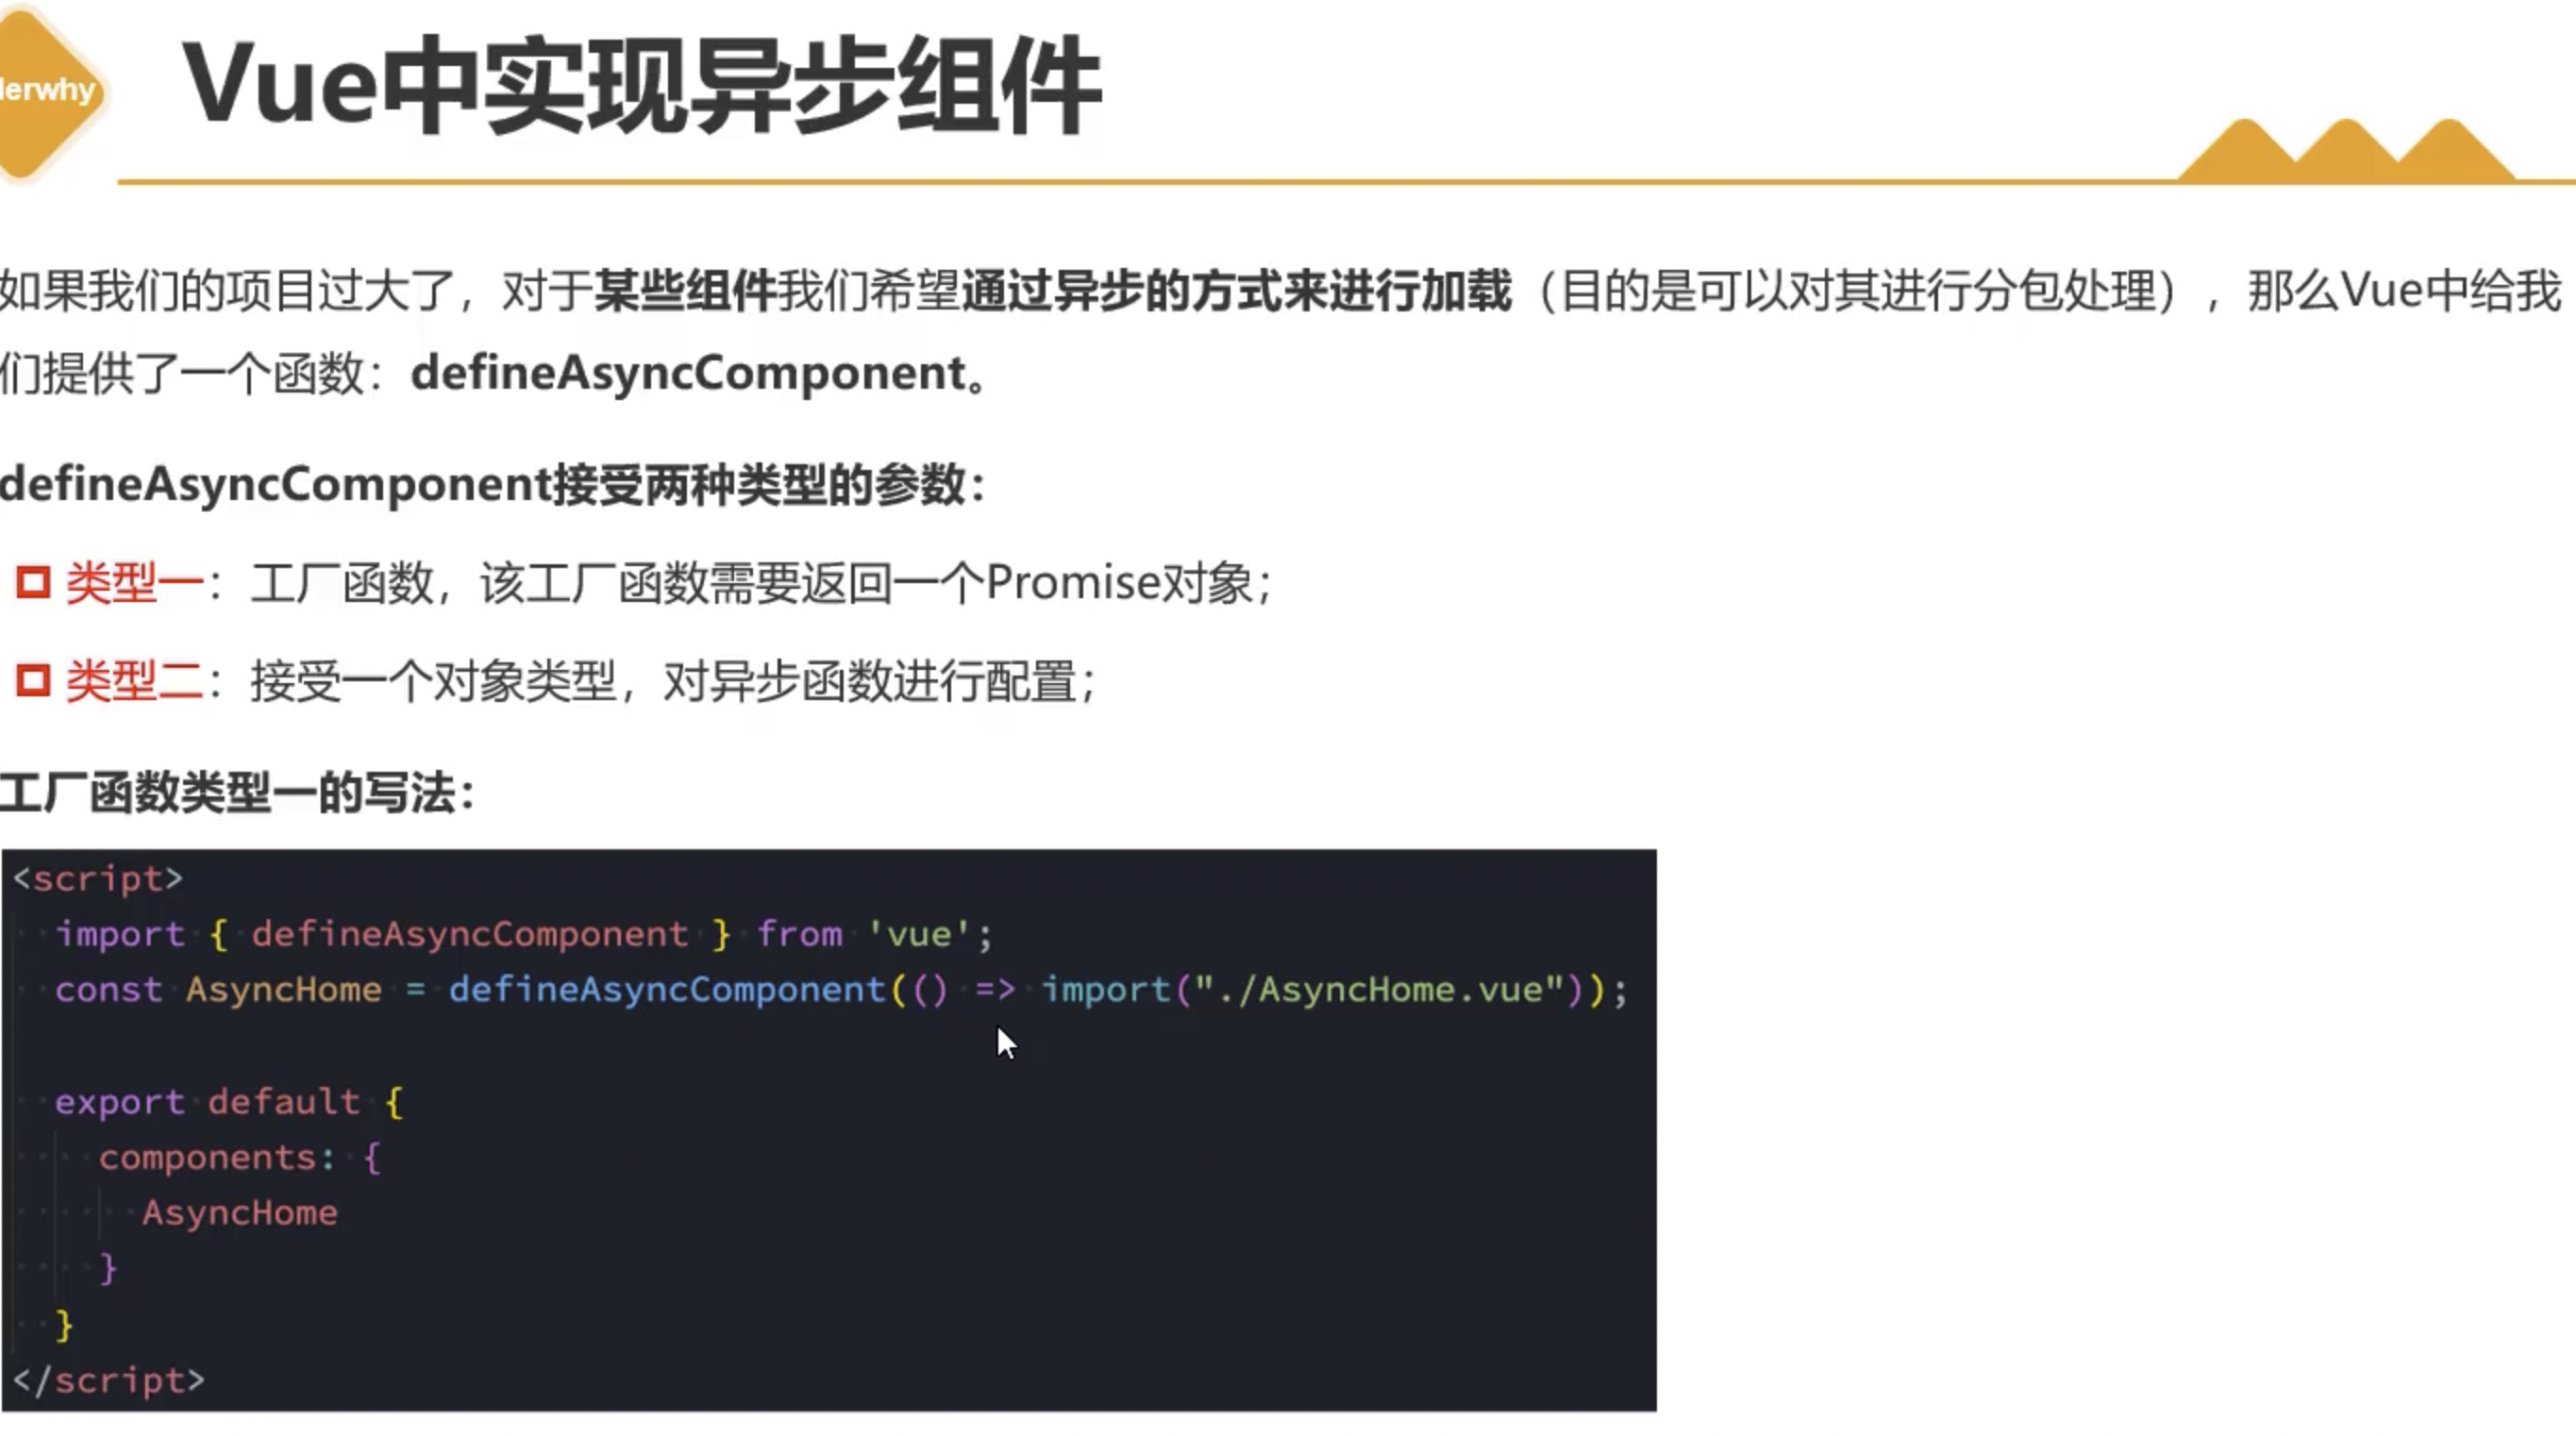 Vue中实现异步组件
如果我们的项目过大了，对于某些组件我们希望通过异步的方式来进行加载（目的是可以对其进行分包处理），那么Vue中给我
们提供了一个函数：defineAsyncComponent。
defineAsyncComponent接受两种类型的参数：
类型一：工厂函数，该工厂函数需要返回一个Promise对象；
类型二：接受一个对象类型，对异步函数进行配置；
工厂函数类型一的写法：
<script>
  import { defineAsyncComponent } from 'vue';
  const AsyncHome = defineAsyncComponent(() => import("./AsyncHome.vue"));
  export default {
    components: {
      AsyncHome
    }
  }
</script>